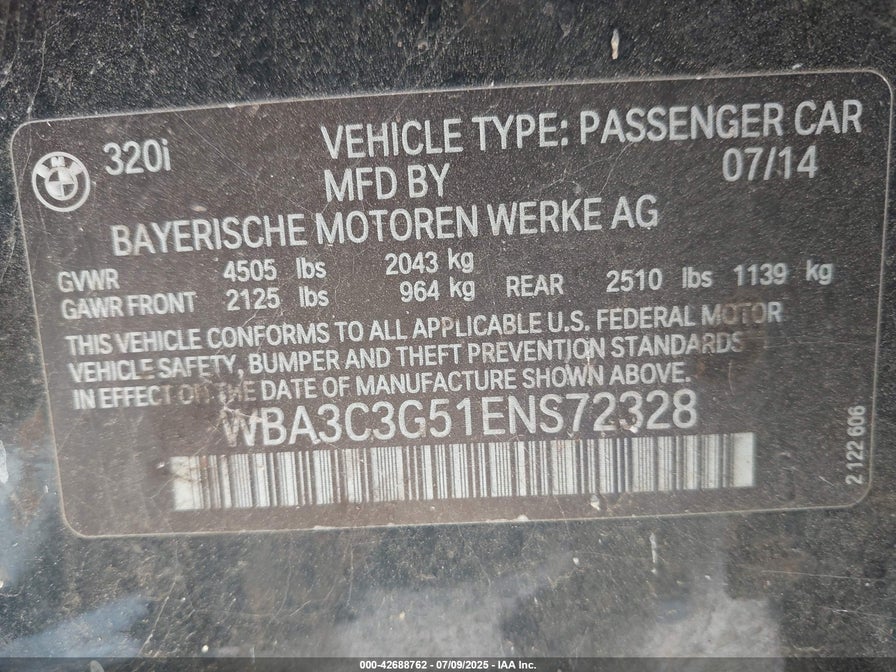 320i
VEHICLE TYPE: PASSENGER CAR
MFD BY 07/14
BAYERISCHE MOTOREN WERKE AG
GVWR 4505 lbs 2043 kg
GAWR FRONT 2125 lbs 964 kg REAR 2510 lbs 1139 kg
THIS VEHICLE CONFORMS TO ALL APPLICABLE U.S. FEDERAL MOTOR
VEHICLE SAFETY, BUMPER AND THEFT PREVENTION STANDARDS
IN EFFECT ON THE DATE OF MANUFACTURE SHOWN ABOVE.
WBA3C3G51ENS72328
2 122 606
000-42688762 - 07/09/2025 - IAA Inc.